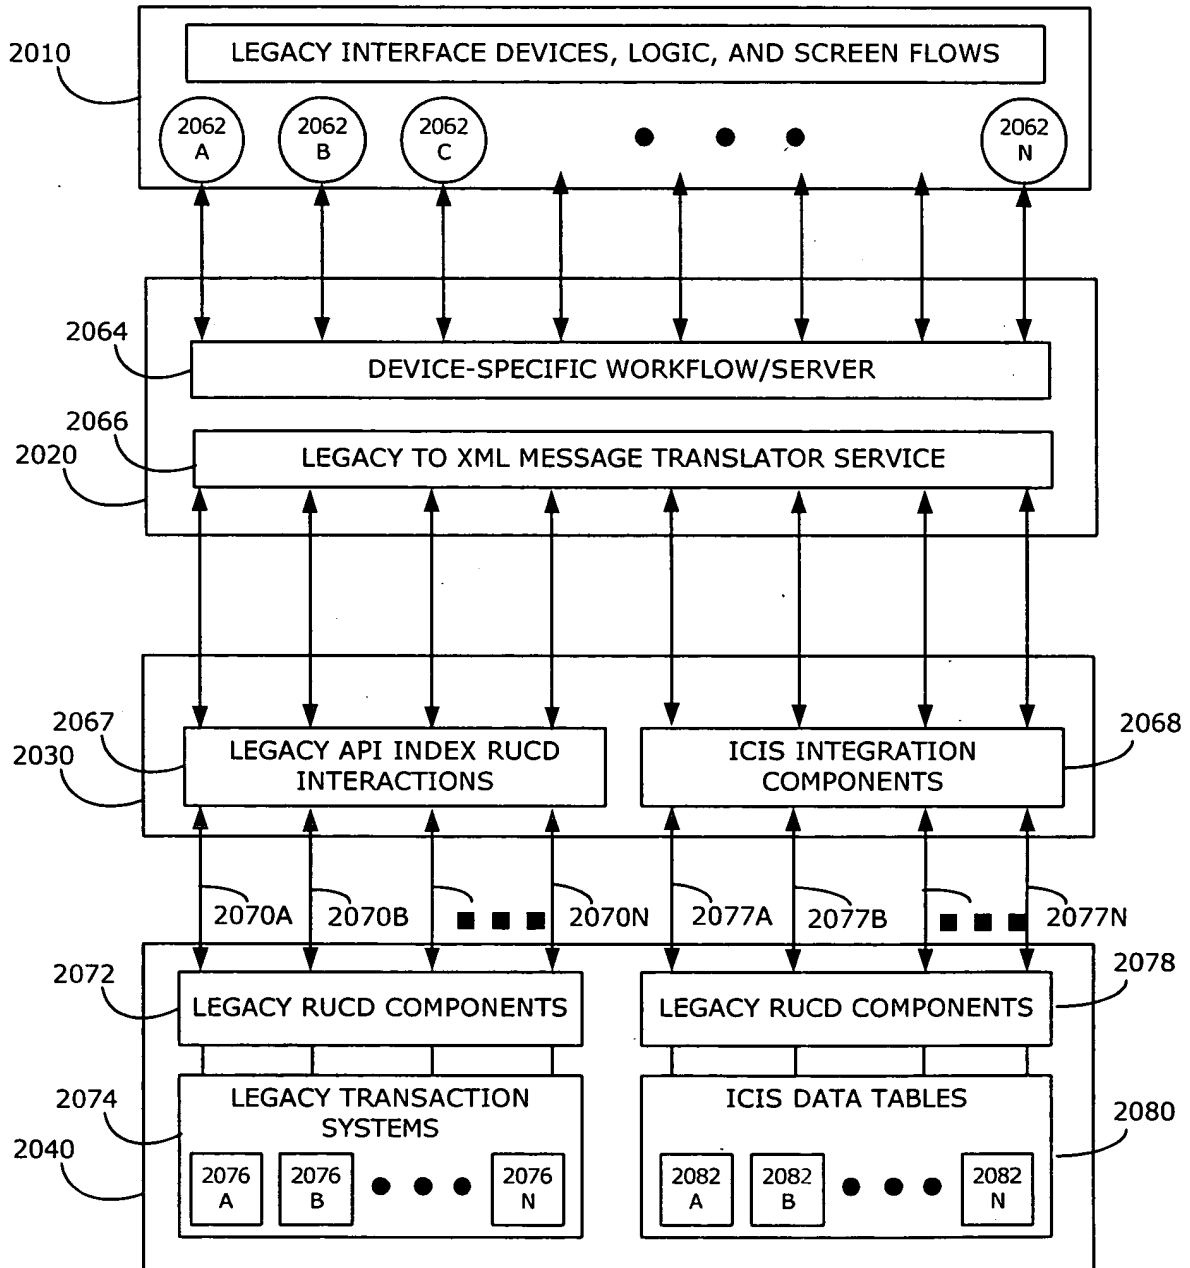 2010
LEGACY INTERFACE DEVICES, LOGIC, AND SCREEN FLOWS
2062 A
2062 B
2062 C
2062 N
2064
DEVICE-SPECIFIC WORKFLOW/SERVER
2066
2020
LEGACY TO XML MESSAGE TRANSLATOR SERVICE
2067
2030
LEGACY API INDEX RUCD
INTERACTIONS
ICIS INTEGRATION
COMPONENTS
2068
2070A
2070B
2070N
2077A
2077B
2077N
2072
LEGACY RUCD COMPONENTS
LEGACY RUCD COMPONENTS
2078
2074
2040
LEGACY TRANSACTION
SYSTEMS
2076 A
2076 B
2076 N
ICIS DATA TABLES
2080
2082 A
2082 B
2082 N